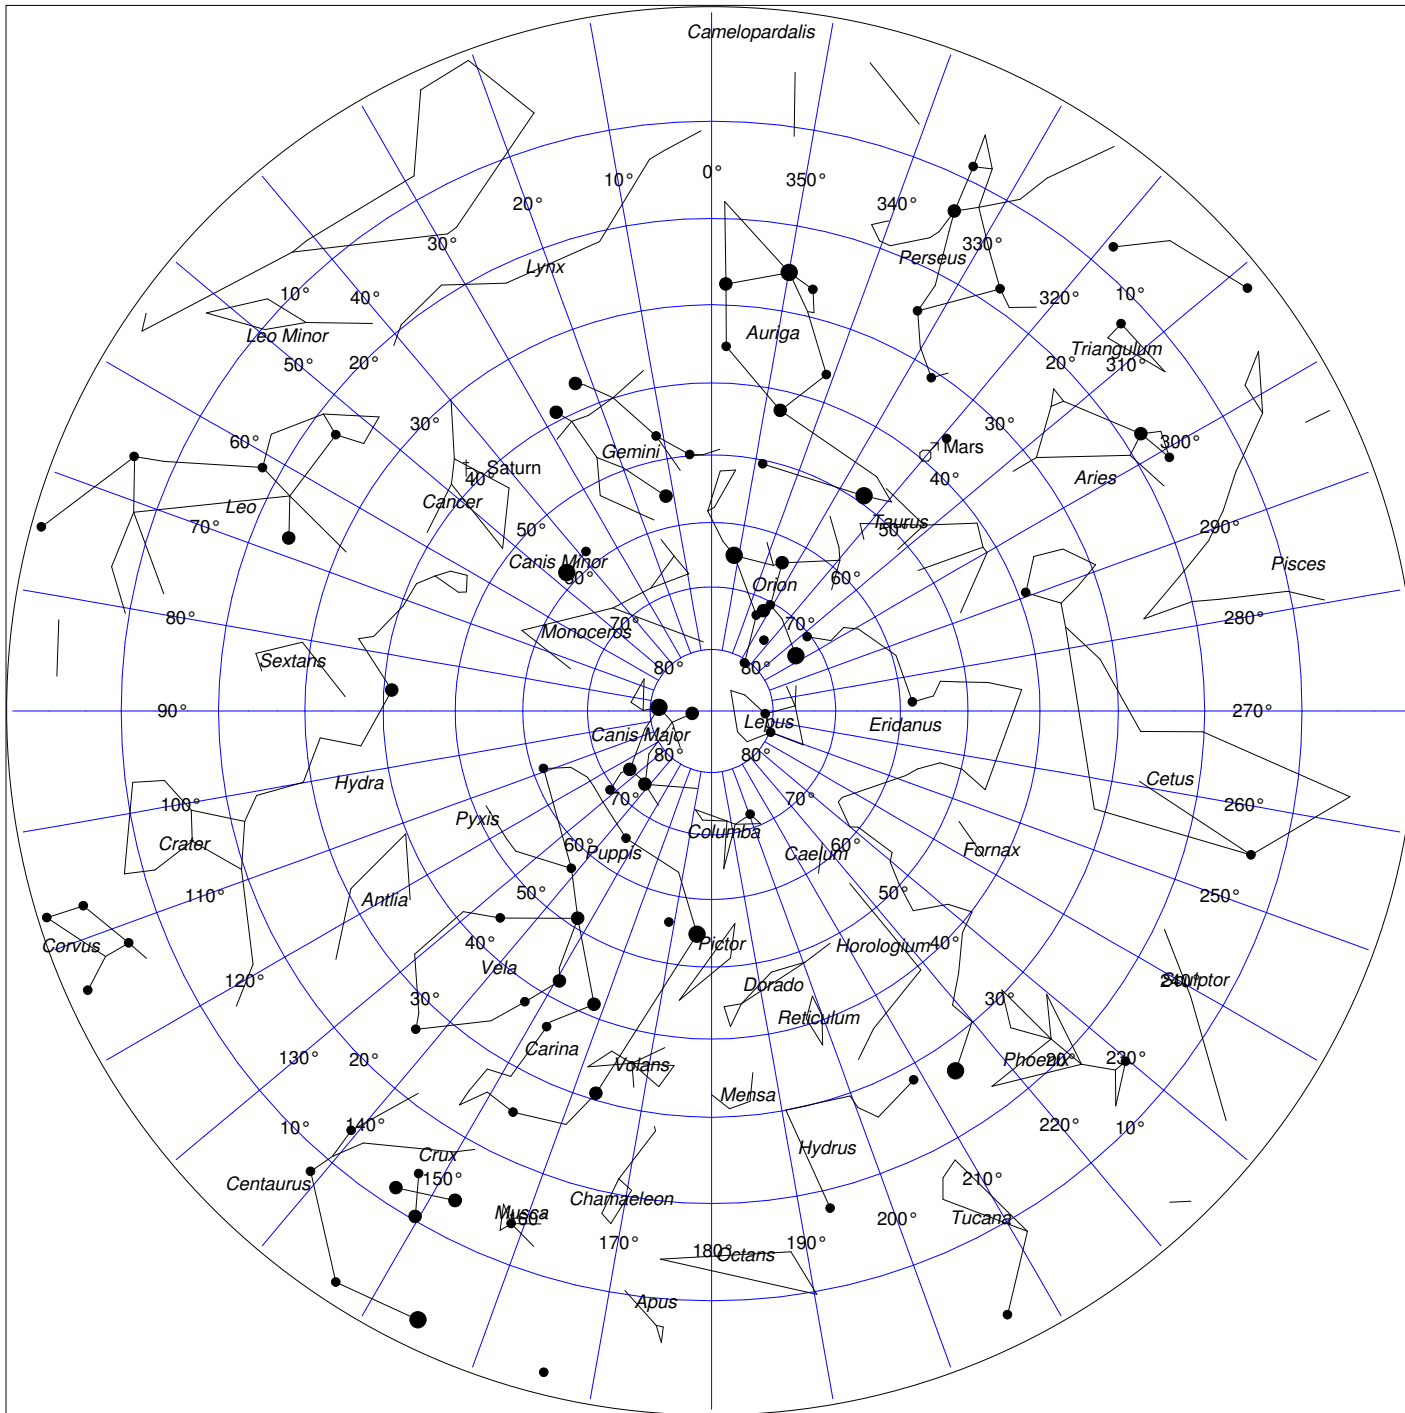 Camelopardalis
0°
10° 350°
20° 340°
30° 330°
Perseus
Lynx
10° 40° 320° 10°
Leo Minor Auriga
Triangulum
50° 20° 20° 310°
30° 30°
60° 300°
Gemini Mars
Saturn
40° 40° Aries
Cancer
Leo
70° 50° Taurus 50° 290°
Canis Minor Pisces
60° Orion 60°
80° 70° 70° 280°
Monoceros
Sextans 80° 80°
90° Lepus Eridanus 270°
Canis Major
80° 80°
Hydra Cetus
100° 70° 70° 260°
Pyxis Columba
Crater 60° Puppis Caelum 60° Fornax
110° 50° 50° 250°
Antlia
Corvus 40° Pictor Horologium 40°
Vela
120° Dorado 240° Sculptor
30° 30°
Reticulum
Carina
130° 20° Volans Phoenix 20° 230°
Mensa
10° 140° 220° 10°
Crux Hydrus
Centaurus 150° 210°
Chamaeleon
Musca 160° 200° Tucana
170° 180° Octans 190°
Apus